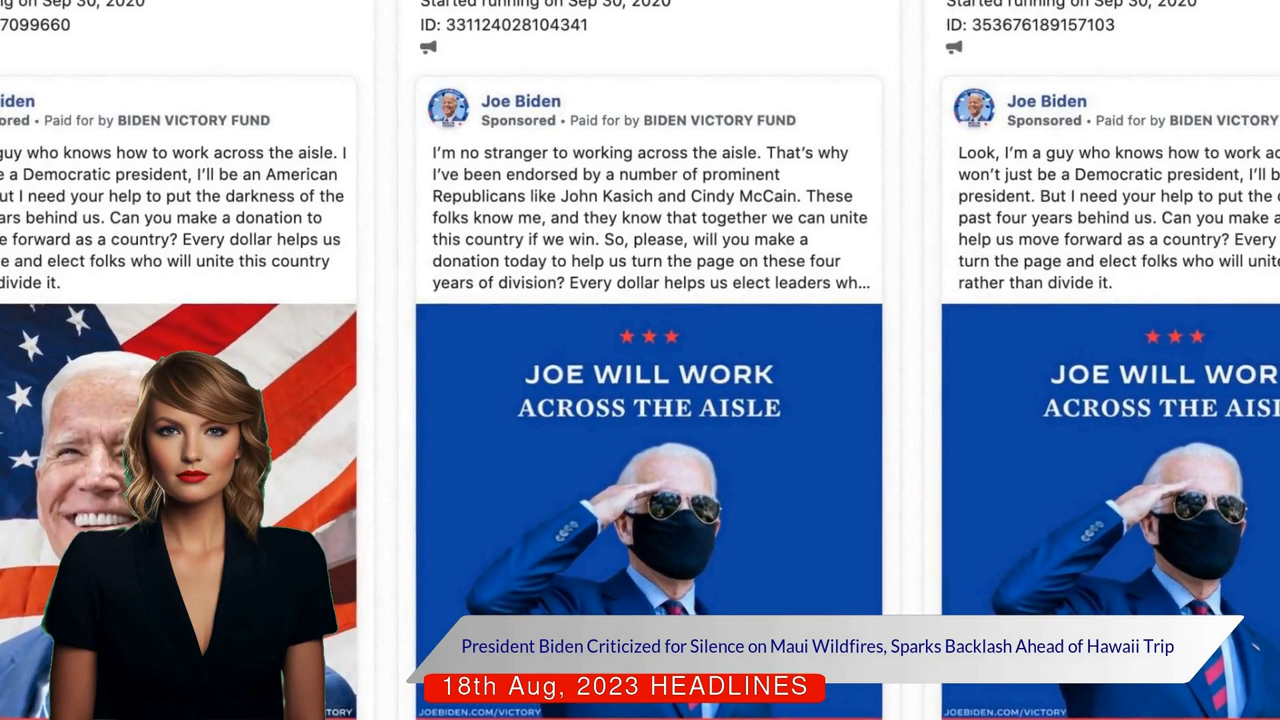 ng on Sep 30, 2020
7099660
iden
ored • Paid for by BIDEN VICTORY FUND
guy who knows how to work across the aisle. I
e a Democratic president, I'll be an American
ut I need your help to put the darkness of the
ars behind us. Can you make a donation to
e forward as a country? Every dollar helps us
e and elect folks who will unite this country
divide it.
TORY
Started running on Sep 30, 2020
ID: 331124028104341
Joe Biden
Sponsored • Paid for by BIDEN VICTORY FUND
I'm no stranger to working across the aisle. That's why
I've been endorsed by a number of prominent
Republicans like John Kasich and Cindy McCain. These
folks know me, and they know that together we can unite
this country if we win. So, please, will you make a
donation today to help us turn the page on these four
years of division? Every dollar helps us elect leaders wh...
JOE WILL WORK
ACROSS THE AISLE
JOEBIDEN.COM/VICTORY
Started running on Sep 30, 2020
ID: 353676189157103
Joe Biden
Sponsored • Paid for by BIDEN VICTORY
Look, I'm a guy who knows how to work ac
won't just be a Democratic president, I'll b
president. But I need your help to put the d
past four years behind us. Can you make a
help us move forward as a country? Every
turn the page and elect folks who will unite
rather than divide it.
JOE WILL WOR
ACROSS THE AISL
JOEBIDEN.COM/VICTORY
President Biden Criticized for Silence on Maui Wildfires, Sparks Backlash Ahead of Hawaii Trip
18th Aug, 2023 HEADLINES